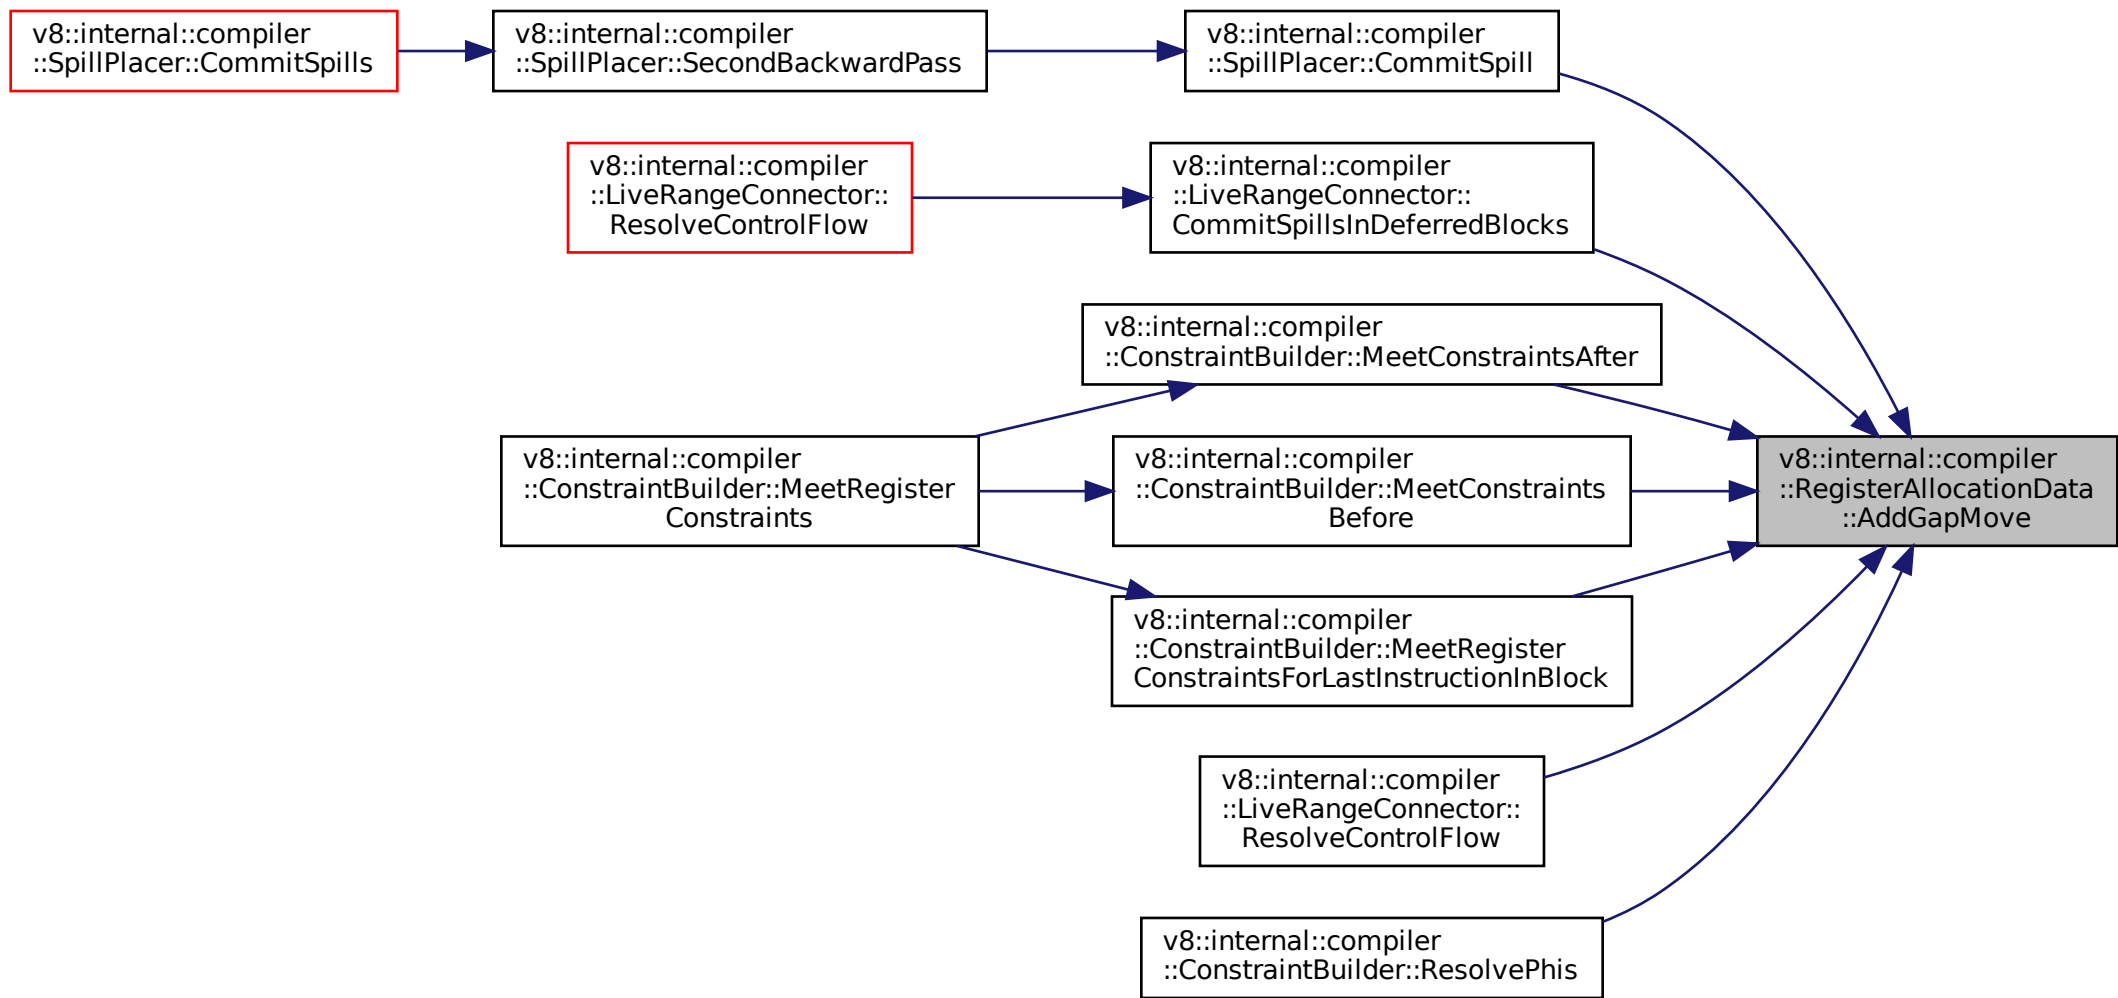 v8::internal::compiler
::SpillPlacer::CommitSpills
v8::internal::compiler
::SpillPlacer::SecondBackwardPass
v8::internal::compiler
::SpillPlacer::CommitSpill
v8::internal::compiler
::LiveRangeConnector::
ResolveControlFlow
v8::internal::compiler
::LiveRangeConnector::
CommitSpillsInDeferredBlocks
v8::internal::compiler
::ConstraintBuilder::MeetConstraintsAfter
v8::internal::compiler
::ConstraintBuilder::MeetRegister
Constraints
v8::internal::compiler
::ConstraintBuilder::MeetConstraints
Before
v8::internal::compiler
::RegisterAllocationData
::AddGapMove
v8::internal::compiler
::ConstraintBuilder::MeetRegister
ConstraintsForLastInstructionInBlock
v8::internal::compiler
::LiveRangeConnector::
ResolveControlFlow
v8::internal::compiler
::ConstraintBuilder::ResolvePhis